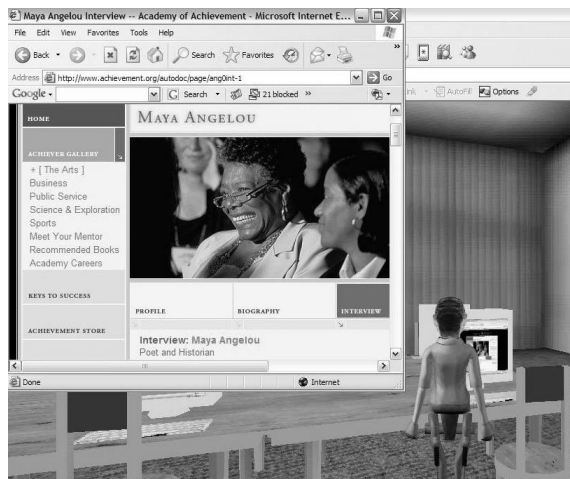 Maya Angelou Interview -- Academy of Achievement - Microsoft Internet E...
File Edit View Favorites Tools Help
Back Search Favorites »
Address http://www.achievement.org/autodoc/page/ang0int-1 Go
Google Search 21 blocked »
AutoFill Options
HOME
MAYA ANGELOU
ACHIEVER GALLERY
+ [ The Arts ]
Business
Public Service
Science & Exploration
Sports
Meet Your Mentor
Recommended Books
Academy Careers
KEYS TO SUCCESS
PROFILE BIOGRAPHY INTERVIEW
ACHIEVEMENT STORE
Interview: Maya Angelou
Poet and Historian
Done Internet